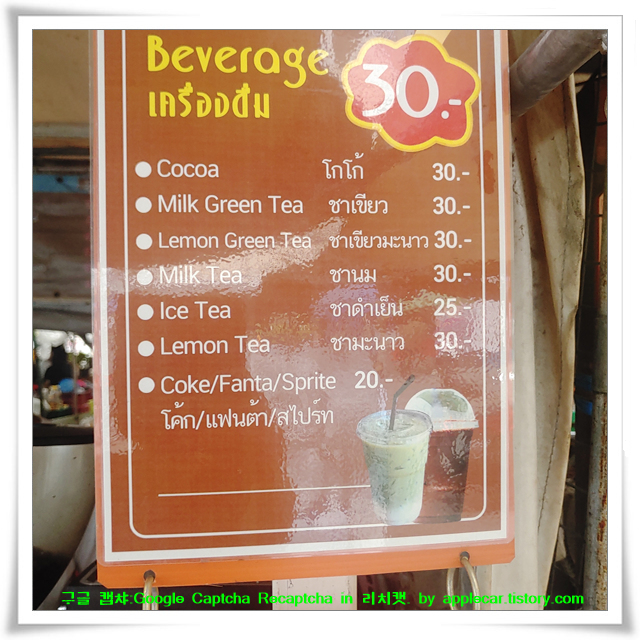 Beverage
เครื่องดื่ม
30.-
Cocoa โกโก้ 30.-
Milk Green Tea ชาเขียว 30.-
Lemon Green Tea ชาเขียวมะนาว 30.-
Milk Tea ชานม 30.-
Ice Tea ชาดำเย็น 25.-
Lemon Tea ชามะนาว 30.-
Coke/Fanta/Sprite 20.-
โค้ก/แฟนต้า/สไปร์ท
구글 캡챠:Google Captcha Recaptcha in 리치캣. by applecar.tistory.com